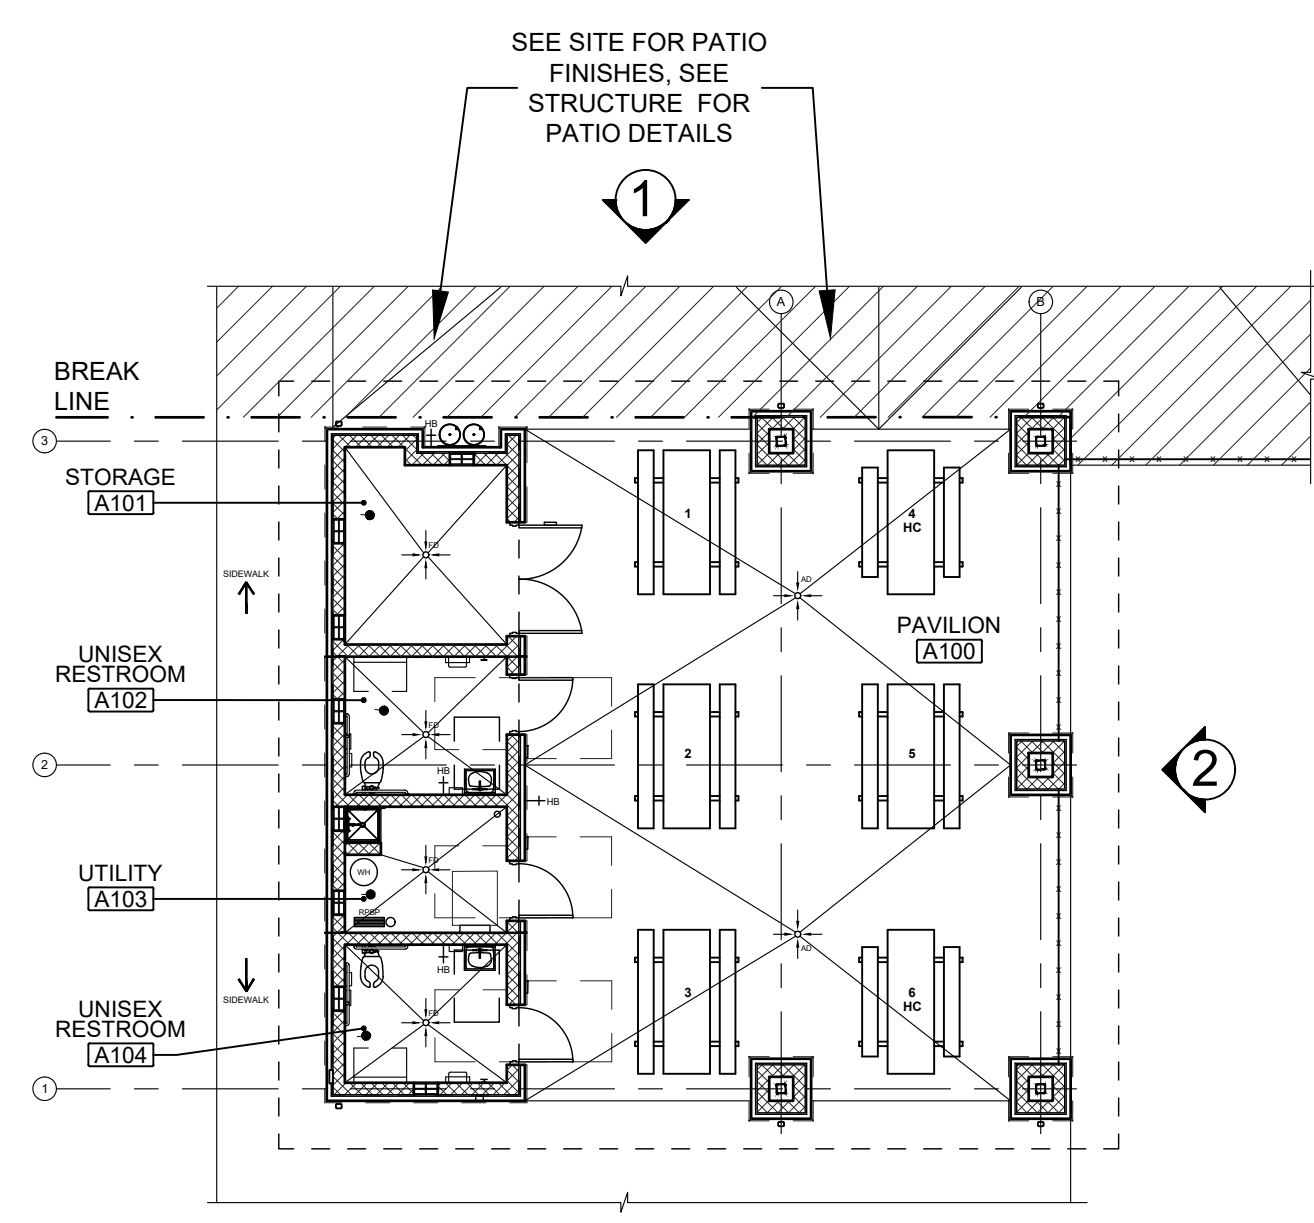 SEE SITE FOR PATIO
FINISHES, SEE
STRUCTURE FOR
PATIO DETAILS
1
A
B
BREAK
LINE
3
HB
STORAGE
A101
FD
1
4
HC
SIDEWALK
AD
PAVILION
A100
UNISEX
RESTROOM
A102
FD
2
2
5
2
HB
HB
UTILITY
A103
FD
WH
RPBP
AD
HB
SIDEWALK
3
6
HC
UNISEX
RESTROOM
A104
FD
1